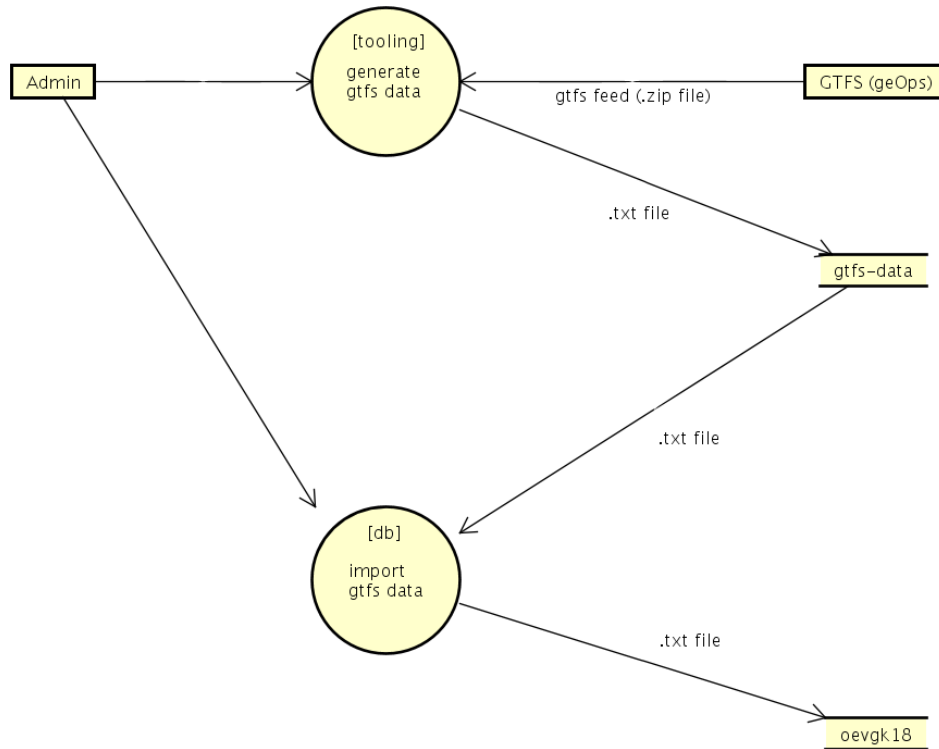 [tooling]
generate
gtfs data
Admin
GTFS (geOps)
gtfs feed (.zip file)
.txt file
gtfs-data
.txt file
[db]
import
gtfs data
.txt file
oevgk18